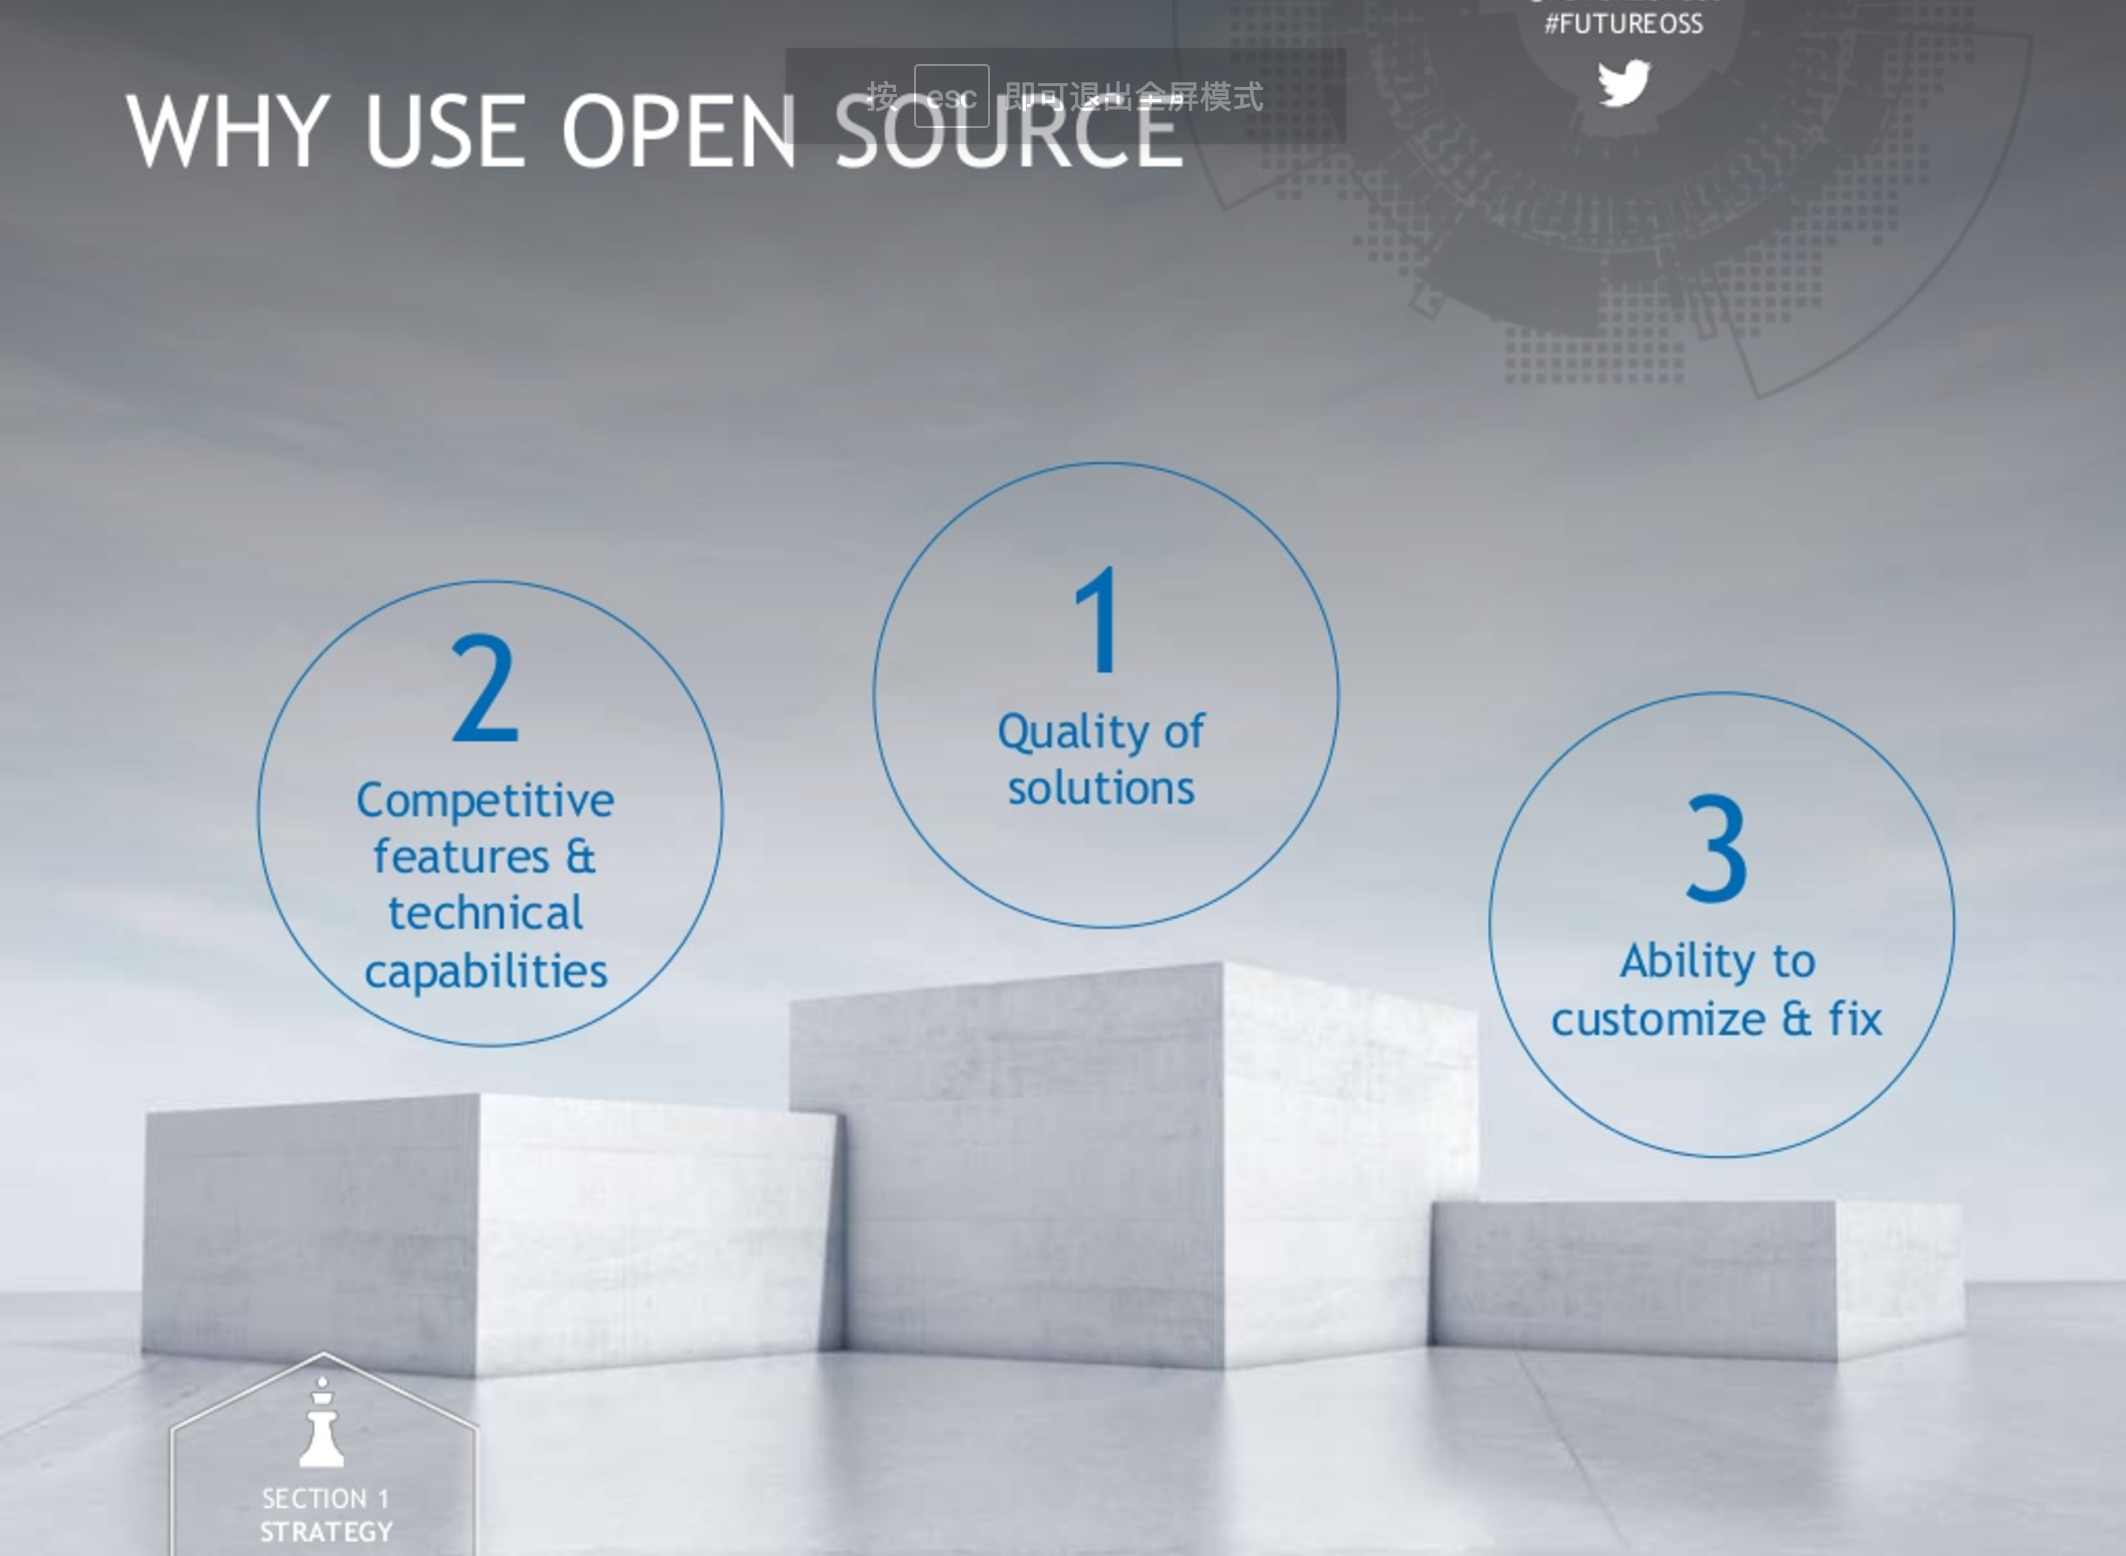 #FUTUREOSS
按 esc 即可退出全屏模式
WHY USE OPEN SOURCE
1
Quality of
solutions
2
Competitive
features &
technical
capabilities
3
Ability to
customize & fix
SECTION 1
STRATEGY